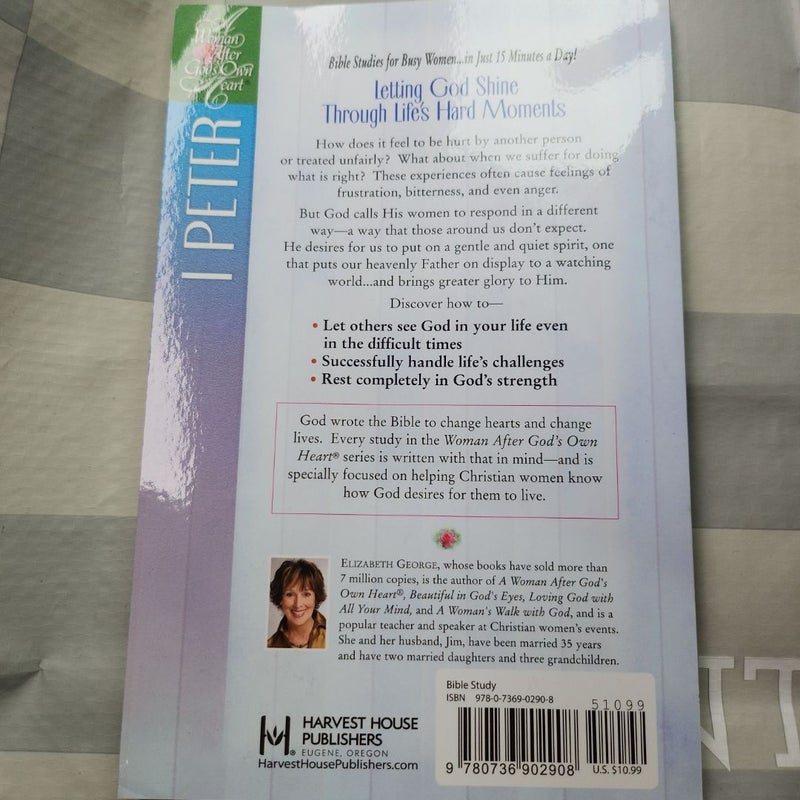 A
Woman
After
God's Own
Heart
I PETER
Bible Studies for Busy Women...in Just 15 Minutes a Day!
Letting God Shine
Through Life's Hard Moments
How does it feel to be hurt by another person
or treated unfairly? What about when we suffer for doing
what is right? These experiences often cause feelings of
frustration, bitterness, and even anger.
But God calls His women to respond in a different
way—a way that those around us don't expect.
He desires for us to put on a gentle and quiet spirit, one
that puts our heavenly Father on display to a watching
world...and brings greater glory to Him.
Discover how to—
• Let others see God in your life even
in the difficult times
• Successfully handle life's challenges
• Rest completely in God's strength
God wrote the Bible to change hearts and change
lives. Every study in the Woman After God's Own
Heart® series is written with that in mind—and is
specially focused on helping Christian women know
how God desires for them to live.
ELIZABETH GEORGE, whose books have sold more than
7 million copies, is the author of A Woman After God's
Own Heart®, Beautiful in God's Eyes, Loving God with
All Your Mind, and A Woman's Walk with God, and is a
popular teacher and speaker at Christian women's events.
She and her husband, Jim, have been married 35 years
and have two married daughters and three grandchildren.
HARVEST HOUSE
PUBLISHERS
® EUGENE, OREGON
HarvestHousePublishers.com
Bible Study
ISBN 978-0-7369-0290-8
51099
9 780736 902908
U.S. $10.99
NT